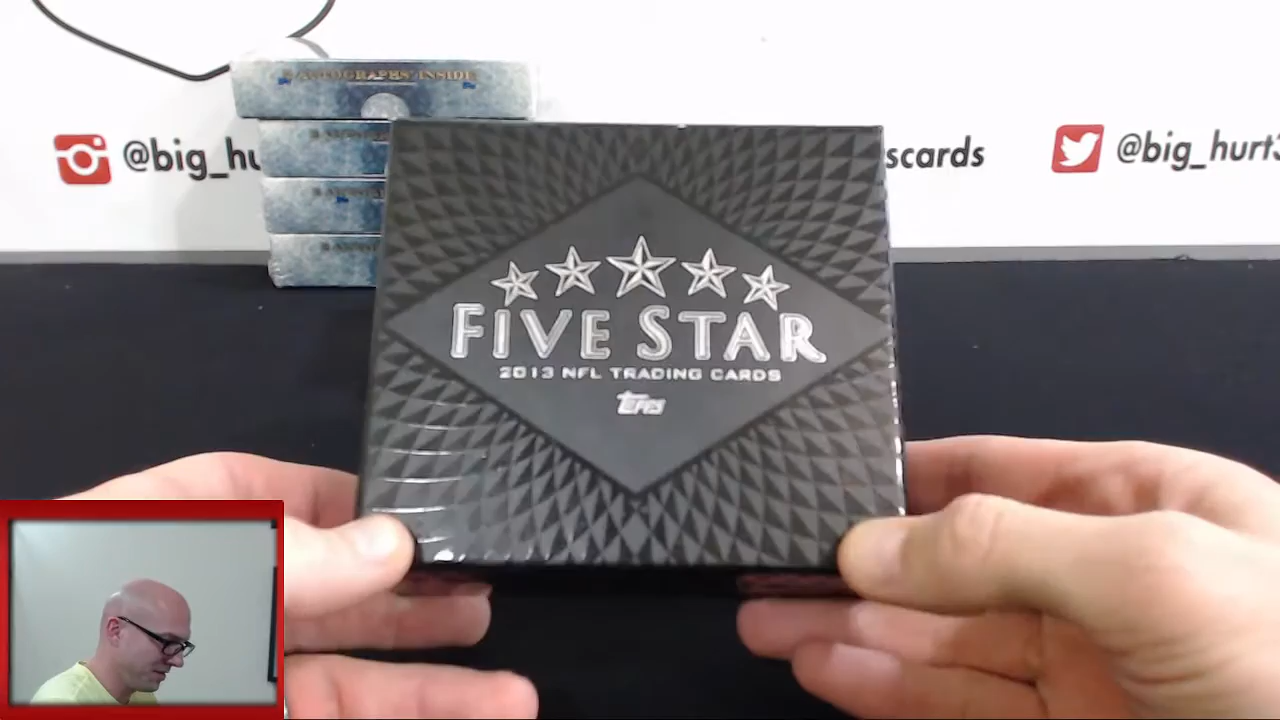 AUTOGRAPHS INSIDE
@big_hu
scards
@big_hurt3
FIVE STAR
2013 NFL TRADING CARDS
TOPPS